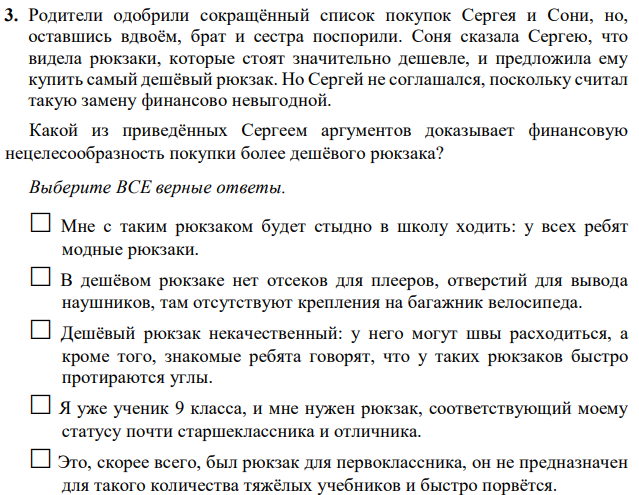 3. Родители одобрили сокращённый список покупок Сергея и Сони, но,
оставшись вдвоём, брат и сестра поспорили. Соня сказала Сергею, что
видела рюкзаки, которые стоят значительно дешевле, и предложила ему
купить самый дешёвый рюкзак. Но Сергей не соглашался, поскольку считал
такую замену финансово невыгодной.
Какой из приведённых Сергеем аргументов доказывает финансовую
нецелесообразность покупки более дешёвого рюкзака?
Выберите ВСЕ верные ответы.
Мне с таким рюкзаком будет стыдно в школу ходить: у всех ребят
модные рюкзаки.
В дешёвом рюкзаке нет отсеков для плееров, отверстий для вывода
наушников, там отсутствуют крепления на багажник велосипеда.
Дешёвый рюкзак некачественный: у него могут швы расходиться, а
кроме того, знакомые ребята говорят, что у таких рюкзаков быстро
протираются углы.
Я уже ученик 9 класса, и мне нужен рюкзак, соответствующий моему
статусу почти старшеклассника и отличника.
Это, скорее всего, был рюкзак для первоклассника, он не предназначен
для такого количества тяжёлых учебников и быстро порвётся.